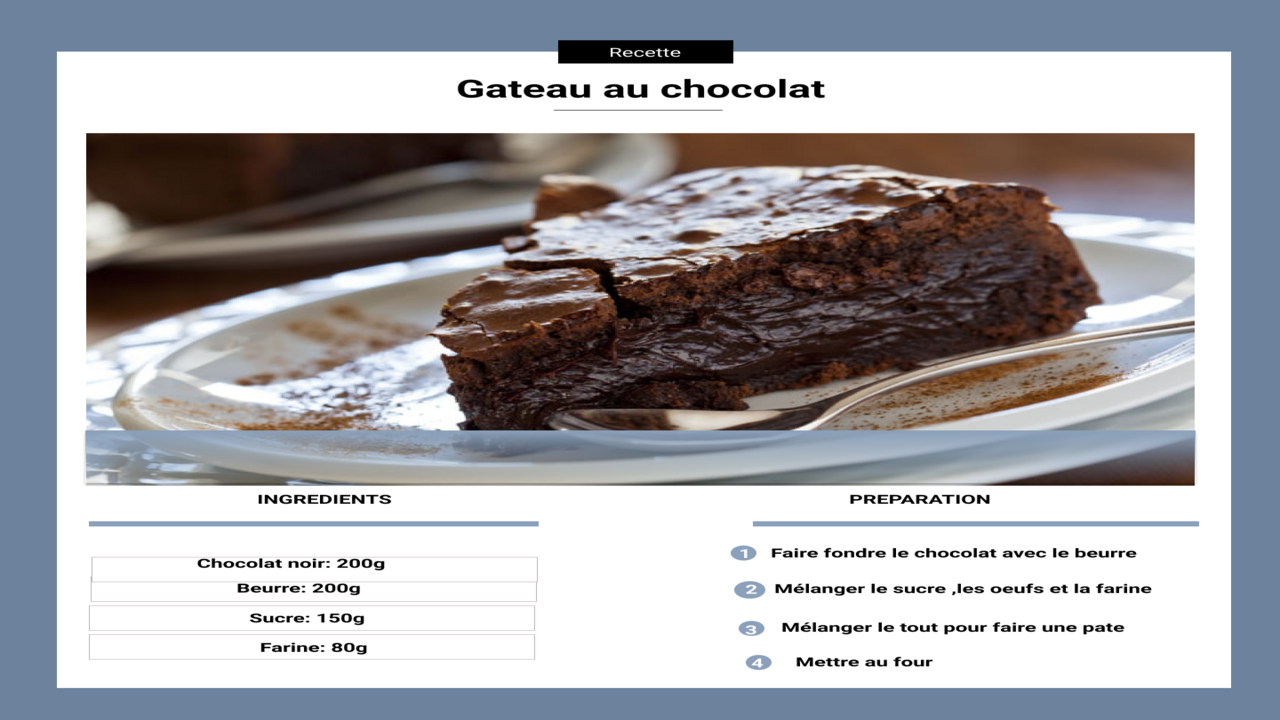 Recette
Gateau au chocolat
INGREDIENTS
Chocolat noir: 200g
Beurre: 200g
Sucre: 150g
Farine: 80g
PREPARATION
1 Faire fondre le chocolat avec le beurre
2 Mélanger le sucre ,les oeufs et la farine
3 Mélanger le tout pour faire une pate
4 Mettre au four